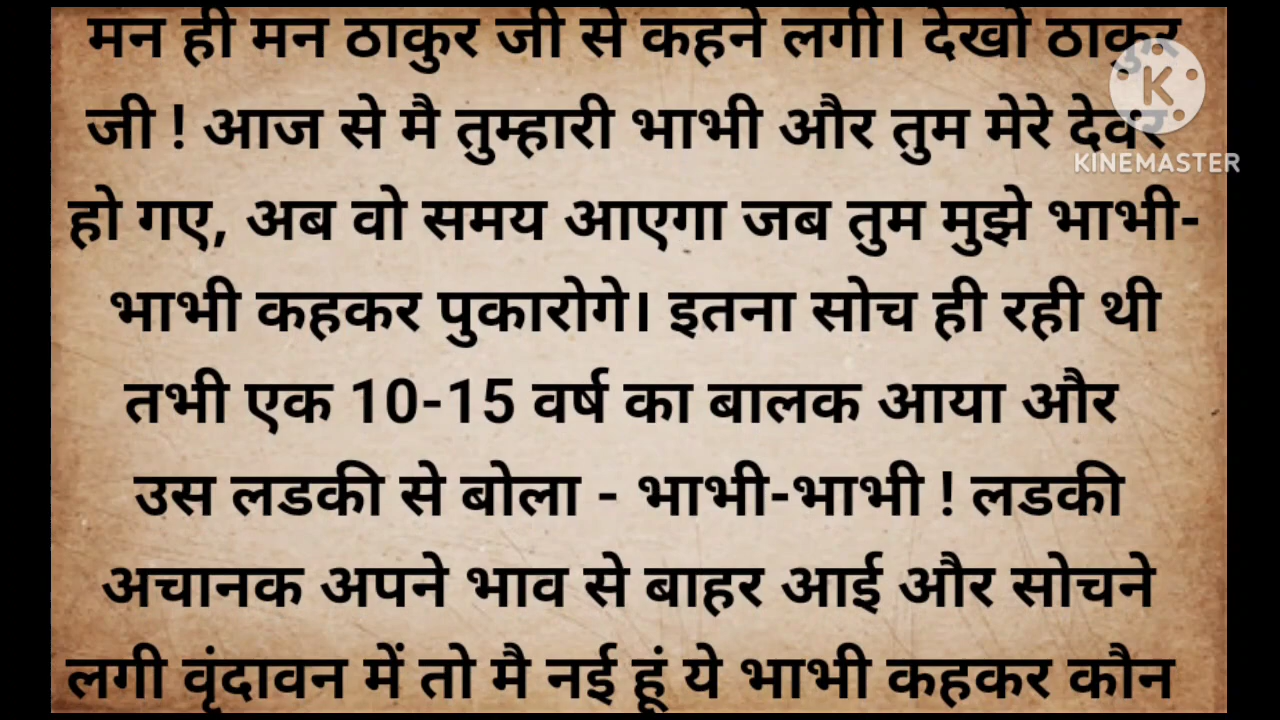 मन ही मन ठाकुर जी से कहने लगी। देखो ठाकुर
जी ! आज से मै तुम्हारी भाभी और तुम मेरे देवर
KINEMASTER
हो गए, अब वो समय आएगा जब तुम मुझे भाभी-
भाभी कहकर पुकारोगे। इतना सोच ही रही थी
तभी एक 10-15 वर्ष का बालक आया और
उस लडकी से बोला - भाभी-भाभी ! लडकी
अचानक अपने भाव से बाहर आई और सोचने
लगी वृंदावन में तो मै नई हूं ये भाभी कहकर कौन